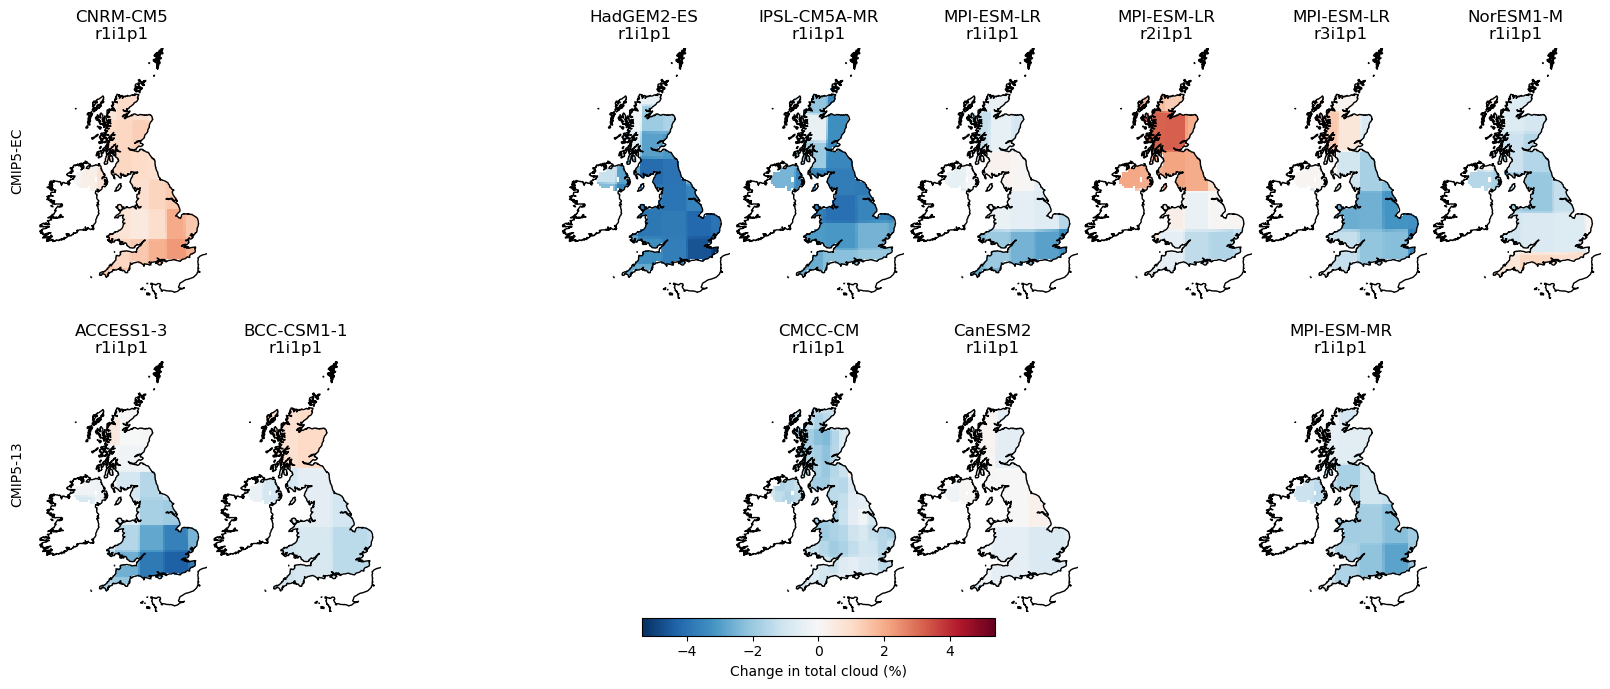 CNRM-CM5
r1i1p1
HadGEM2-ES
r1i1p1
IPSL-CM5A-MR
r1i1p1
MPI-ESM-LR
r1i1p1
MPI-ESM-LR
r2i1p1
MPI-ESM-LR
r3i1p1
NorESM1-M
r1i1p1
CMIP5-EC
ACCESS1-3
r1i1p1
BCC-CSM1-1
r1i1p1
CMCC-CM
r1i1p1
CanESM2
r1i1p1
MPI-ESM-MR
r1i1p1
CMIP5-13
−4 −2 0 2 4
Change in total cloud (%)